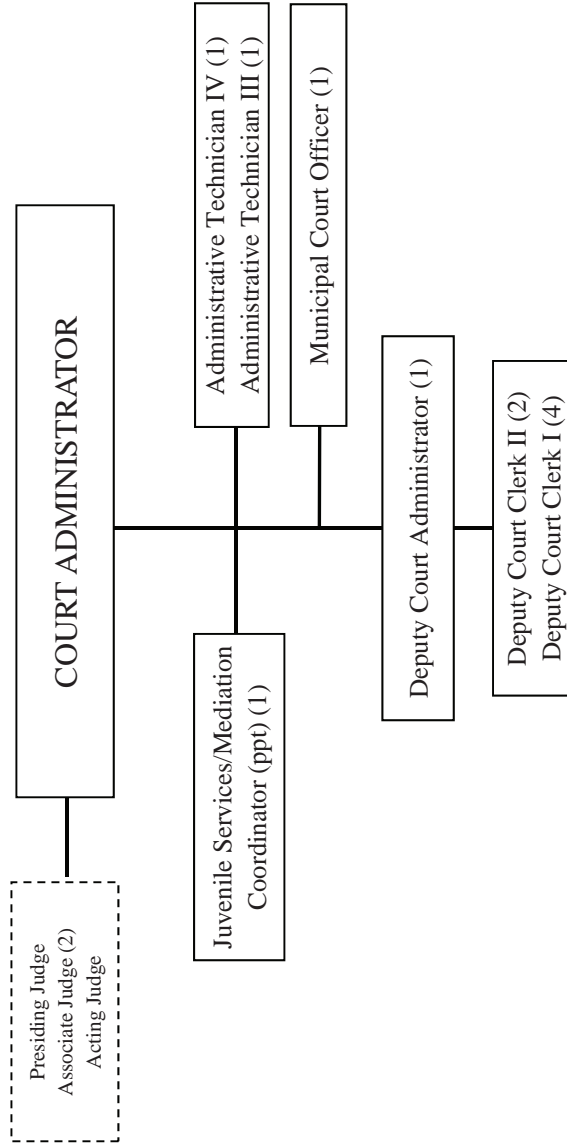 Presiding Judge
Associate Judge (2)
Acting Judge
COURT ADMINISTRATOR
Juvenile Services/Mediation
Coordinator (ppt) (1)
Administrative Technician IV (1)
Administrative Technician III (1)
Municipal Court Officer (1)
Deputy Court Administrator (1)
Deputy Court Clerk II (2)
Deputy Court Clerk I (4)